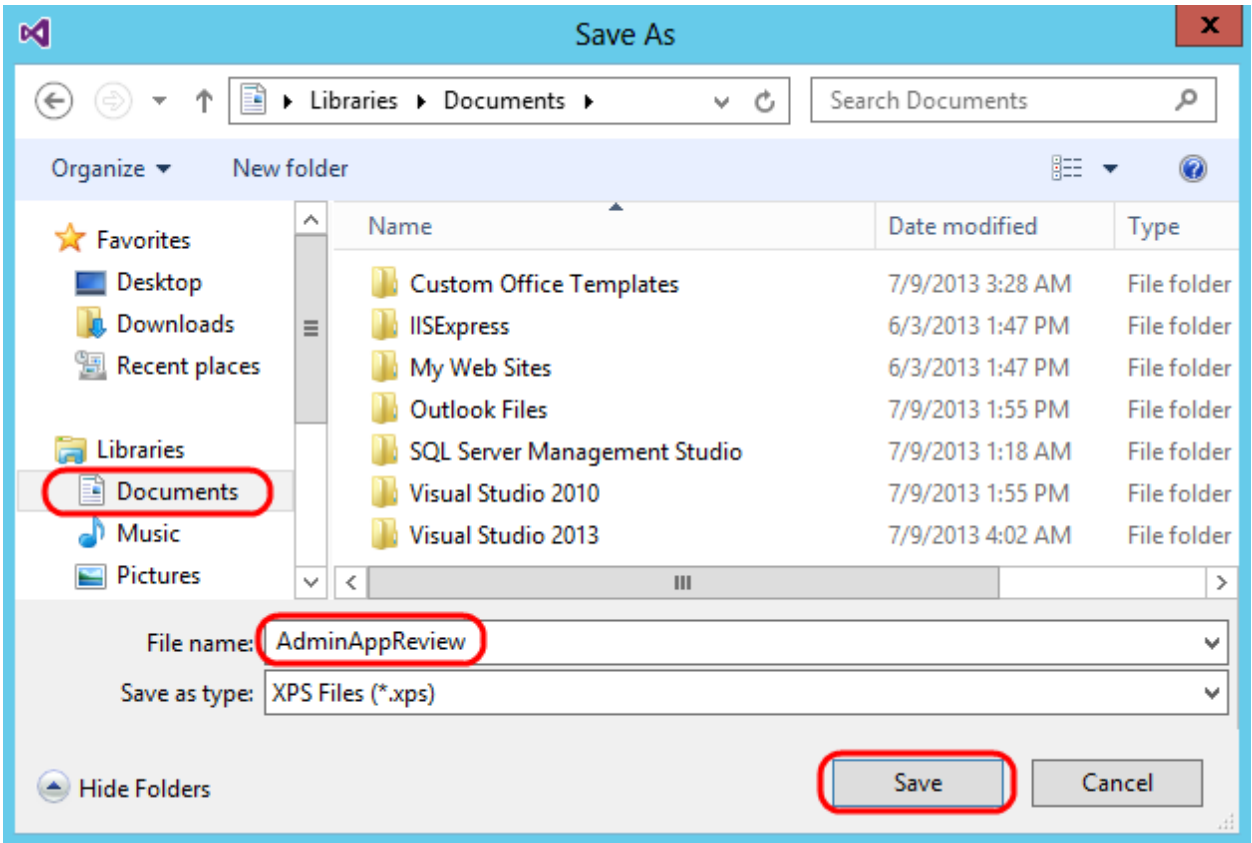 Save As
Libraries Documents
Search Documents
Organize New folder
Name Date modified Type
Favorites
Desktop
Downloads
Recent places
Libraries
Documents
Music
Pictures
Custom Office Templates 7/9/2013 3:28 AM File folder
IISExpress 6/3/2013 1:47 PM File folder
My Web Sites 6/3/2013 1:47 PM File folder
Outlook Files 7/9/2013 1:55 PM File folder
SQL Server Management Studio 7/9/2013 1:18 AM File folder
Visual Studio 2010 7/9/2013 1:55 PM File folder
Visual Studio 2013 7/9/2013 4:02 AM File folder
File name: AdminAppReview
Save as type: XPS Files (*.xps)
Hide Folders
Save Cancel